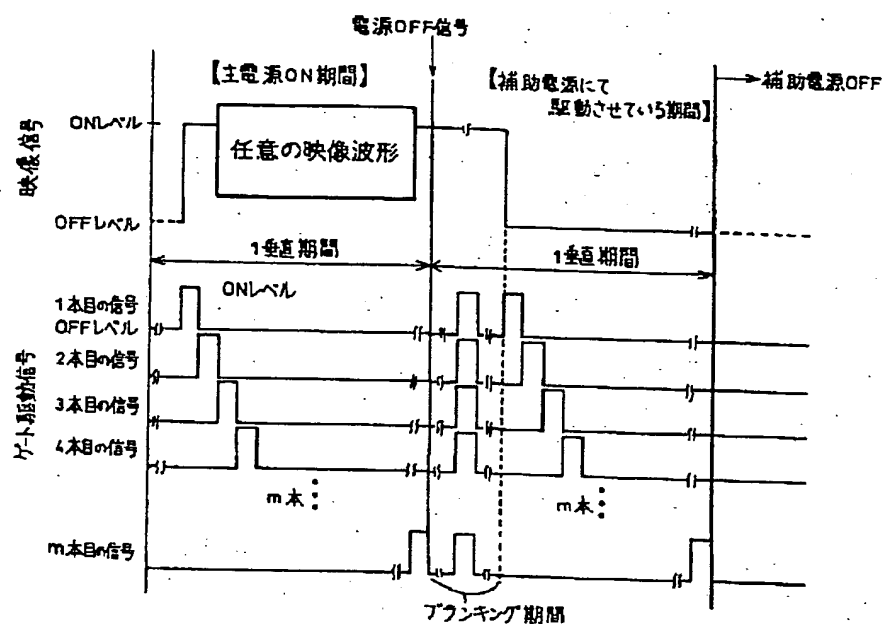 電源OFF信号
【主電源ON期間】
【補助電源にて
駆動させている期間】
補助電源OFF
映像信号
ONレベル
任意の映像波形
OFFレベル
1垂直期間
1垂直期間
ゲート駆動信号
ONレベル
1本目の信号
OFFレベル
2本目の信号
3本目の信号
4本目の信号
m本
m本
m本目の信号
ブランキング期間